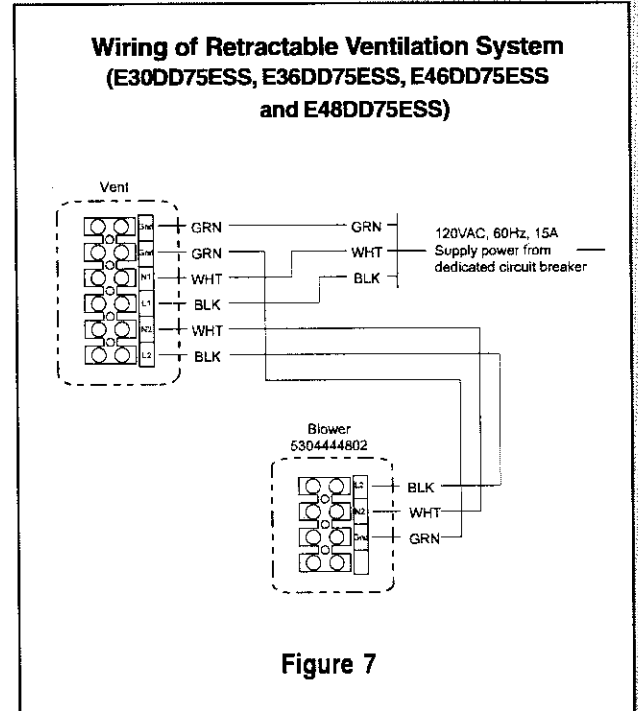 Wiring of Retractable Ventilation System
(E30DD75ESS, E36DD75ESS, E46DD75ESS
and E48DD75ESS)
Vent
Gnd GRN GRN
Gnd GRN WHT
N1 WHT BLK
L1 BLK
N2 WHT
L2 BLK
120VAC, 60Hz, 15A
Supply power from
dedicated circuit breaker
Blower
5304444802
L2 BLK
N2 WHT
Gnd GRN
Figure 7